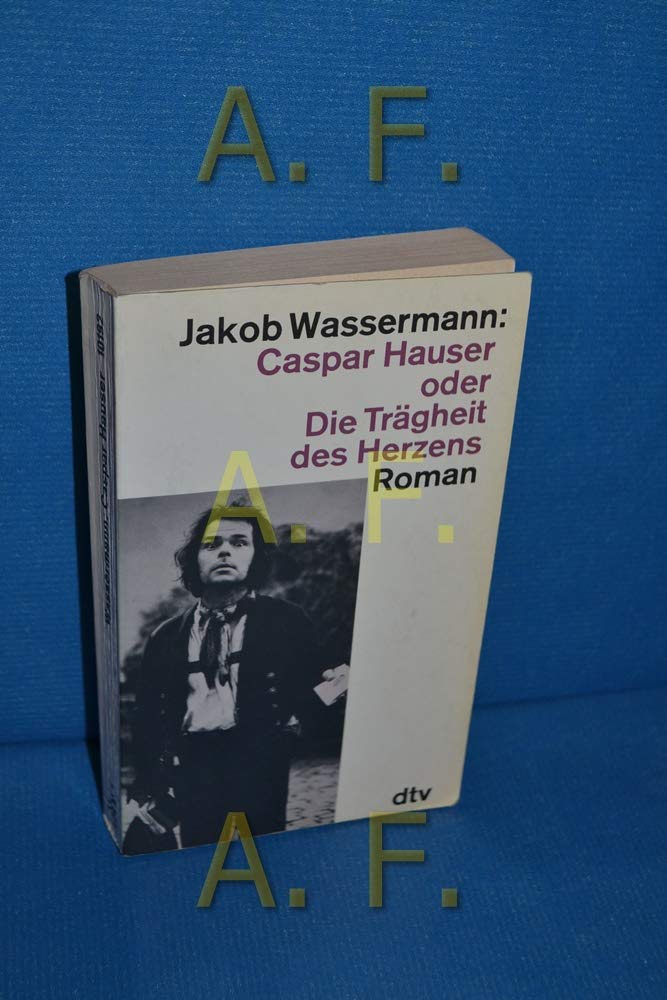 A. F.
Jakob Wassermann:
Caspar Hauser
oder
Die Trägheit
des Herzens
Roman
A. F.
Wassermann: Caspar Hauser
dtv
A. F.